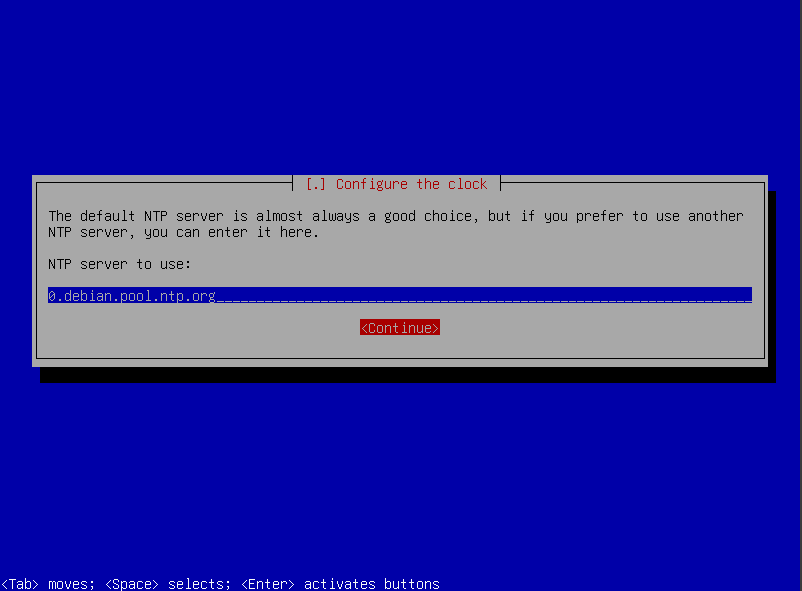 [.] Configure the clock
The default NTP server is almost always a good choice, but if you prefer to use another
NTP server, you can enter it here.
NTP server to use:
0.debian.pool.ntp.org
<Continue>
<Tab> moves; <Space> selects; <Enter> activates buttons